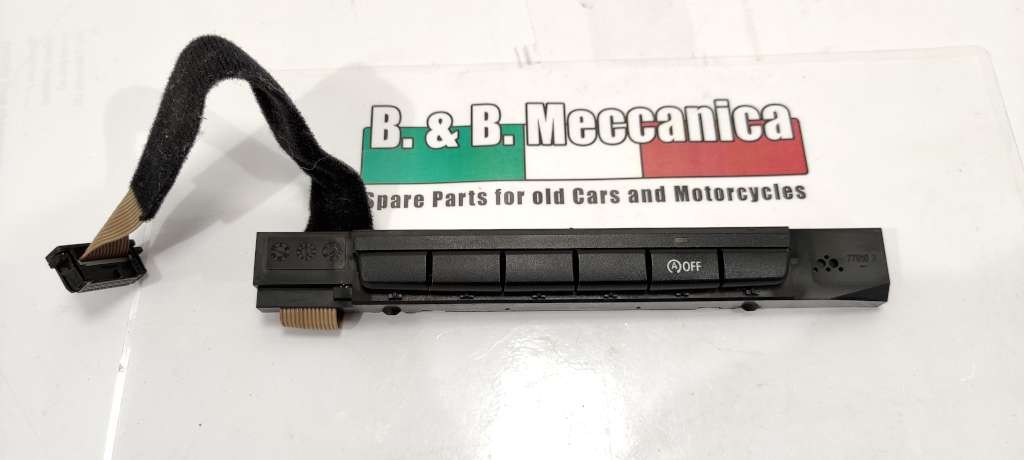 B. & B. Meccanica
Spare Parts for old Cars and Motorcycles
A OFF